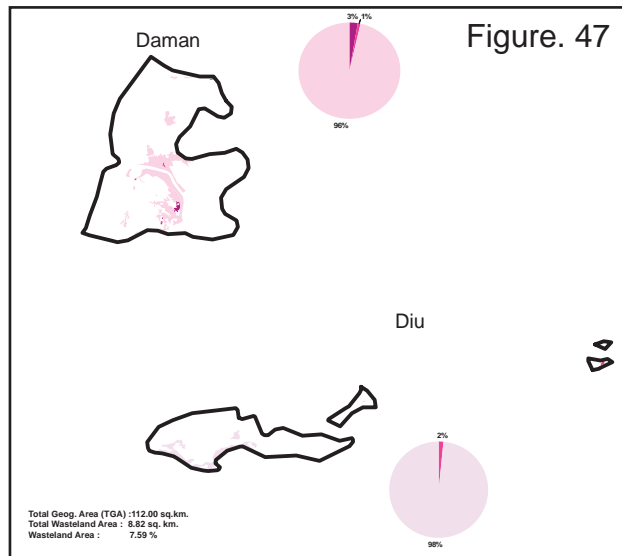 Figure. 47
Daman
3% 1%
96%
Diu
2%
98%
Total Geog. Area (TGA) :112.00 sq.km.
Total Wasteland Area : 8.82 sq. km.
Wasteland Area : 7.59 %